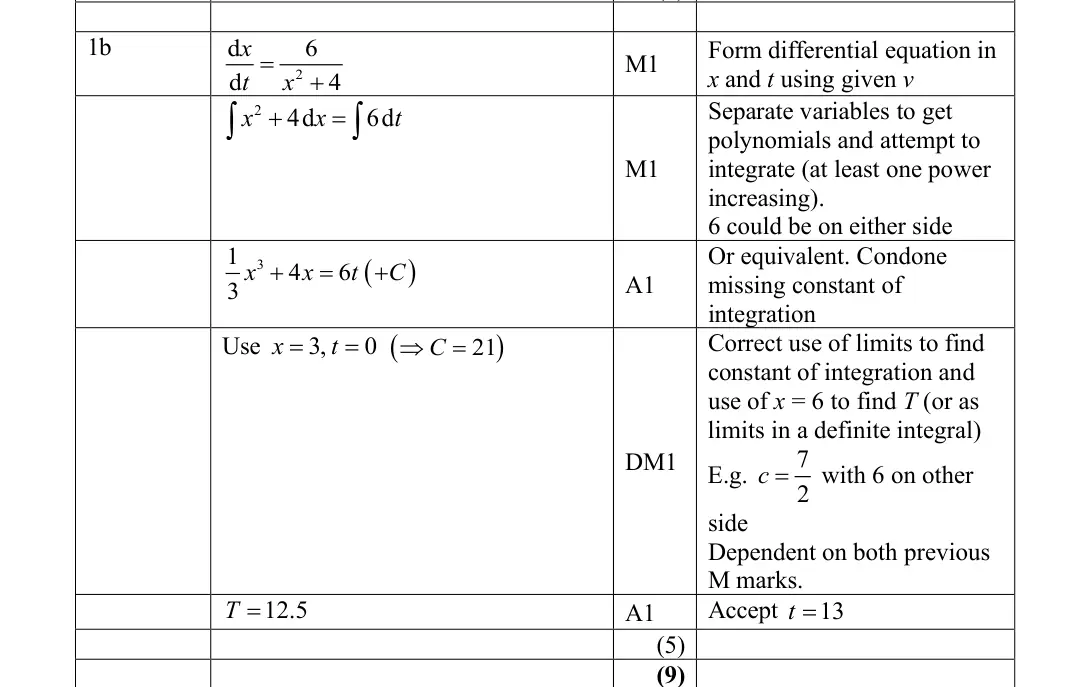 1b
dx/dt = 6/(x² + 4)
M1
Form differential equation in
x and t using given v
∫ x² + 4 dx = ∫ 6 dt
M1
Separate variables to get
polynomials and attempt to
integrate (at least one power
increasing).
6 could be on either side
1/3 x³ + 4x = 6t (+C)
A1
Or equivalent. Condone
missing constant of
integration
Use x = 3, t = 0 (⇒ C = 21)
DM1
Correct use of limits to find
constant of integration and
use of x = 6 to find T (or as
limits in a definite integral)
E.g. c = 7/2 with 6 on other
side
Dependent on both previous
M marks.
T = 12.5
A1
Accept t = 13
(5)
(9)